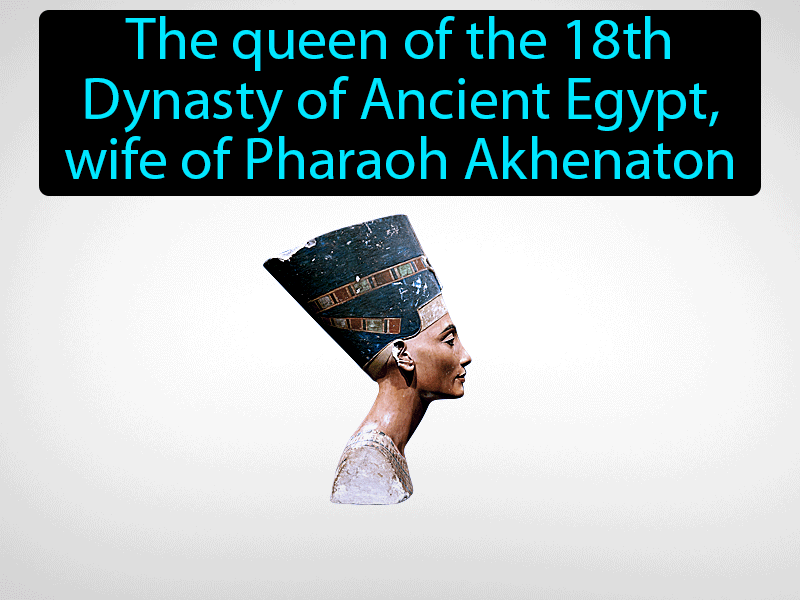 The queen of the 18th
Dynasty of Ancient Egypt,
wife of Pharaoh Akhenaton